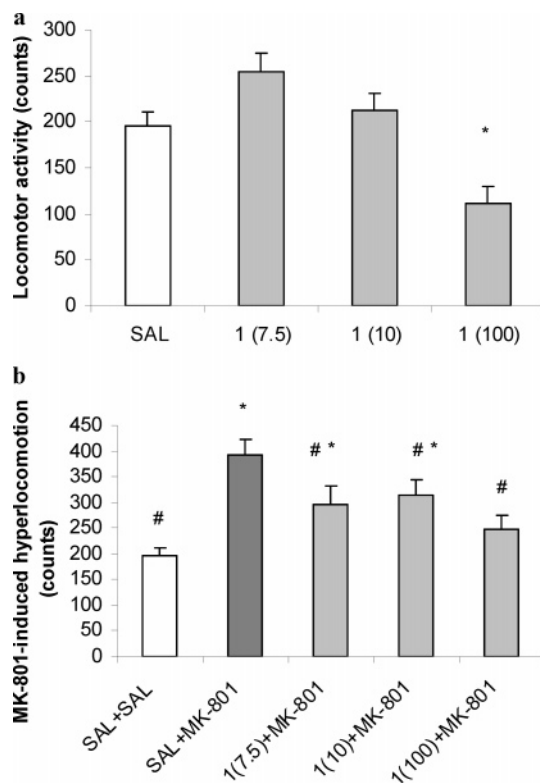 a
Locomotor activity (counts)
300
250
200
150
100
50
0
*
SAL
1 (7.5)
1 (10)
1 (100)
b
MK-801-induced hyperlocomotion
(counts)
450
400
350
300
250
200
150
100
50
0
#
*
# *
# *
#
SAL+SAL
SAL+MK-801
1(7.5)+MK-801
1(10)+MK-801
1(100)+MK-801